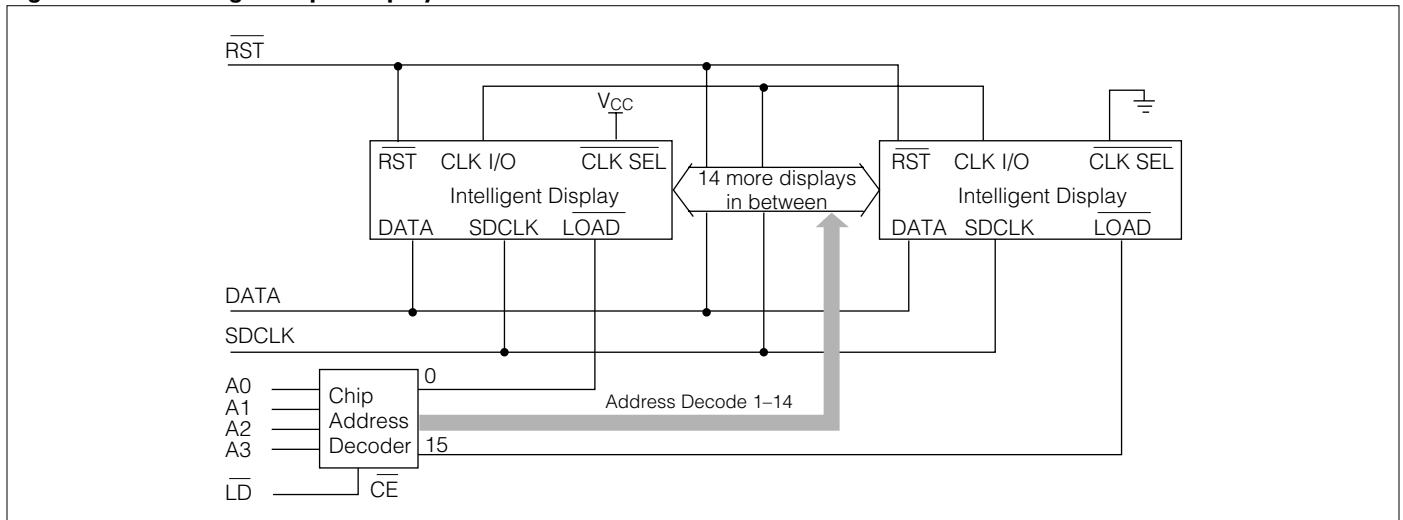 RST
VCC
RST CLK I/O CLK SEL
Intelligent Display
DATA SDCLK LOAD
14 more displays
in between
RST CLK I/O CLK SEL
Intelligent Display
DATA SDCLK LOAD
DATA
SDCLK
A0
A1
A2
A3
Chip
Address
Decoder
0
Address Decode 1–14
15
LD
CE